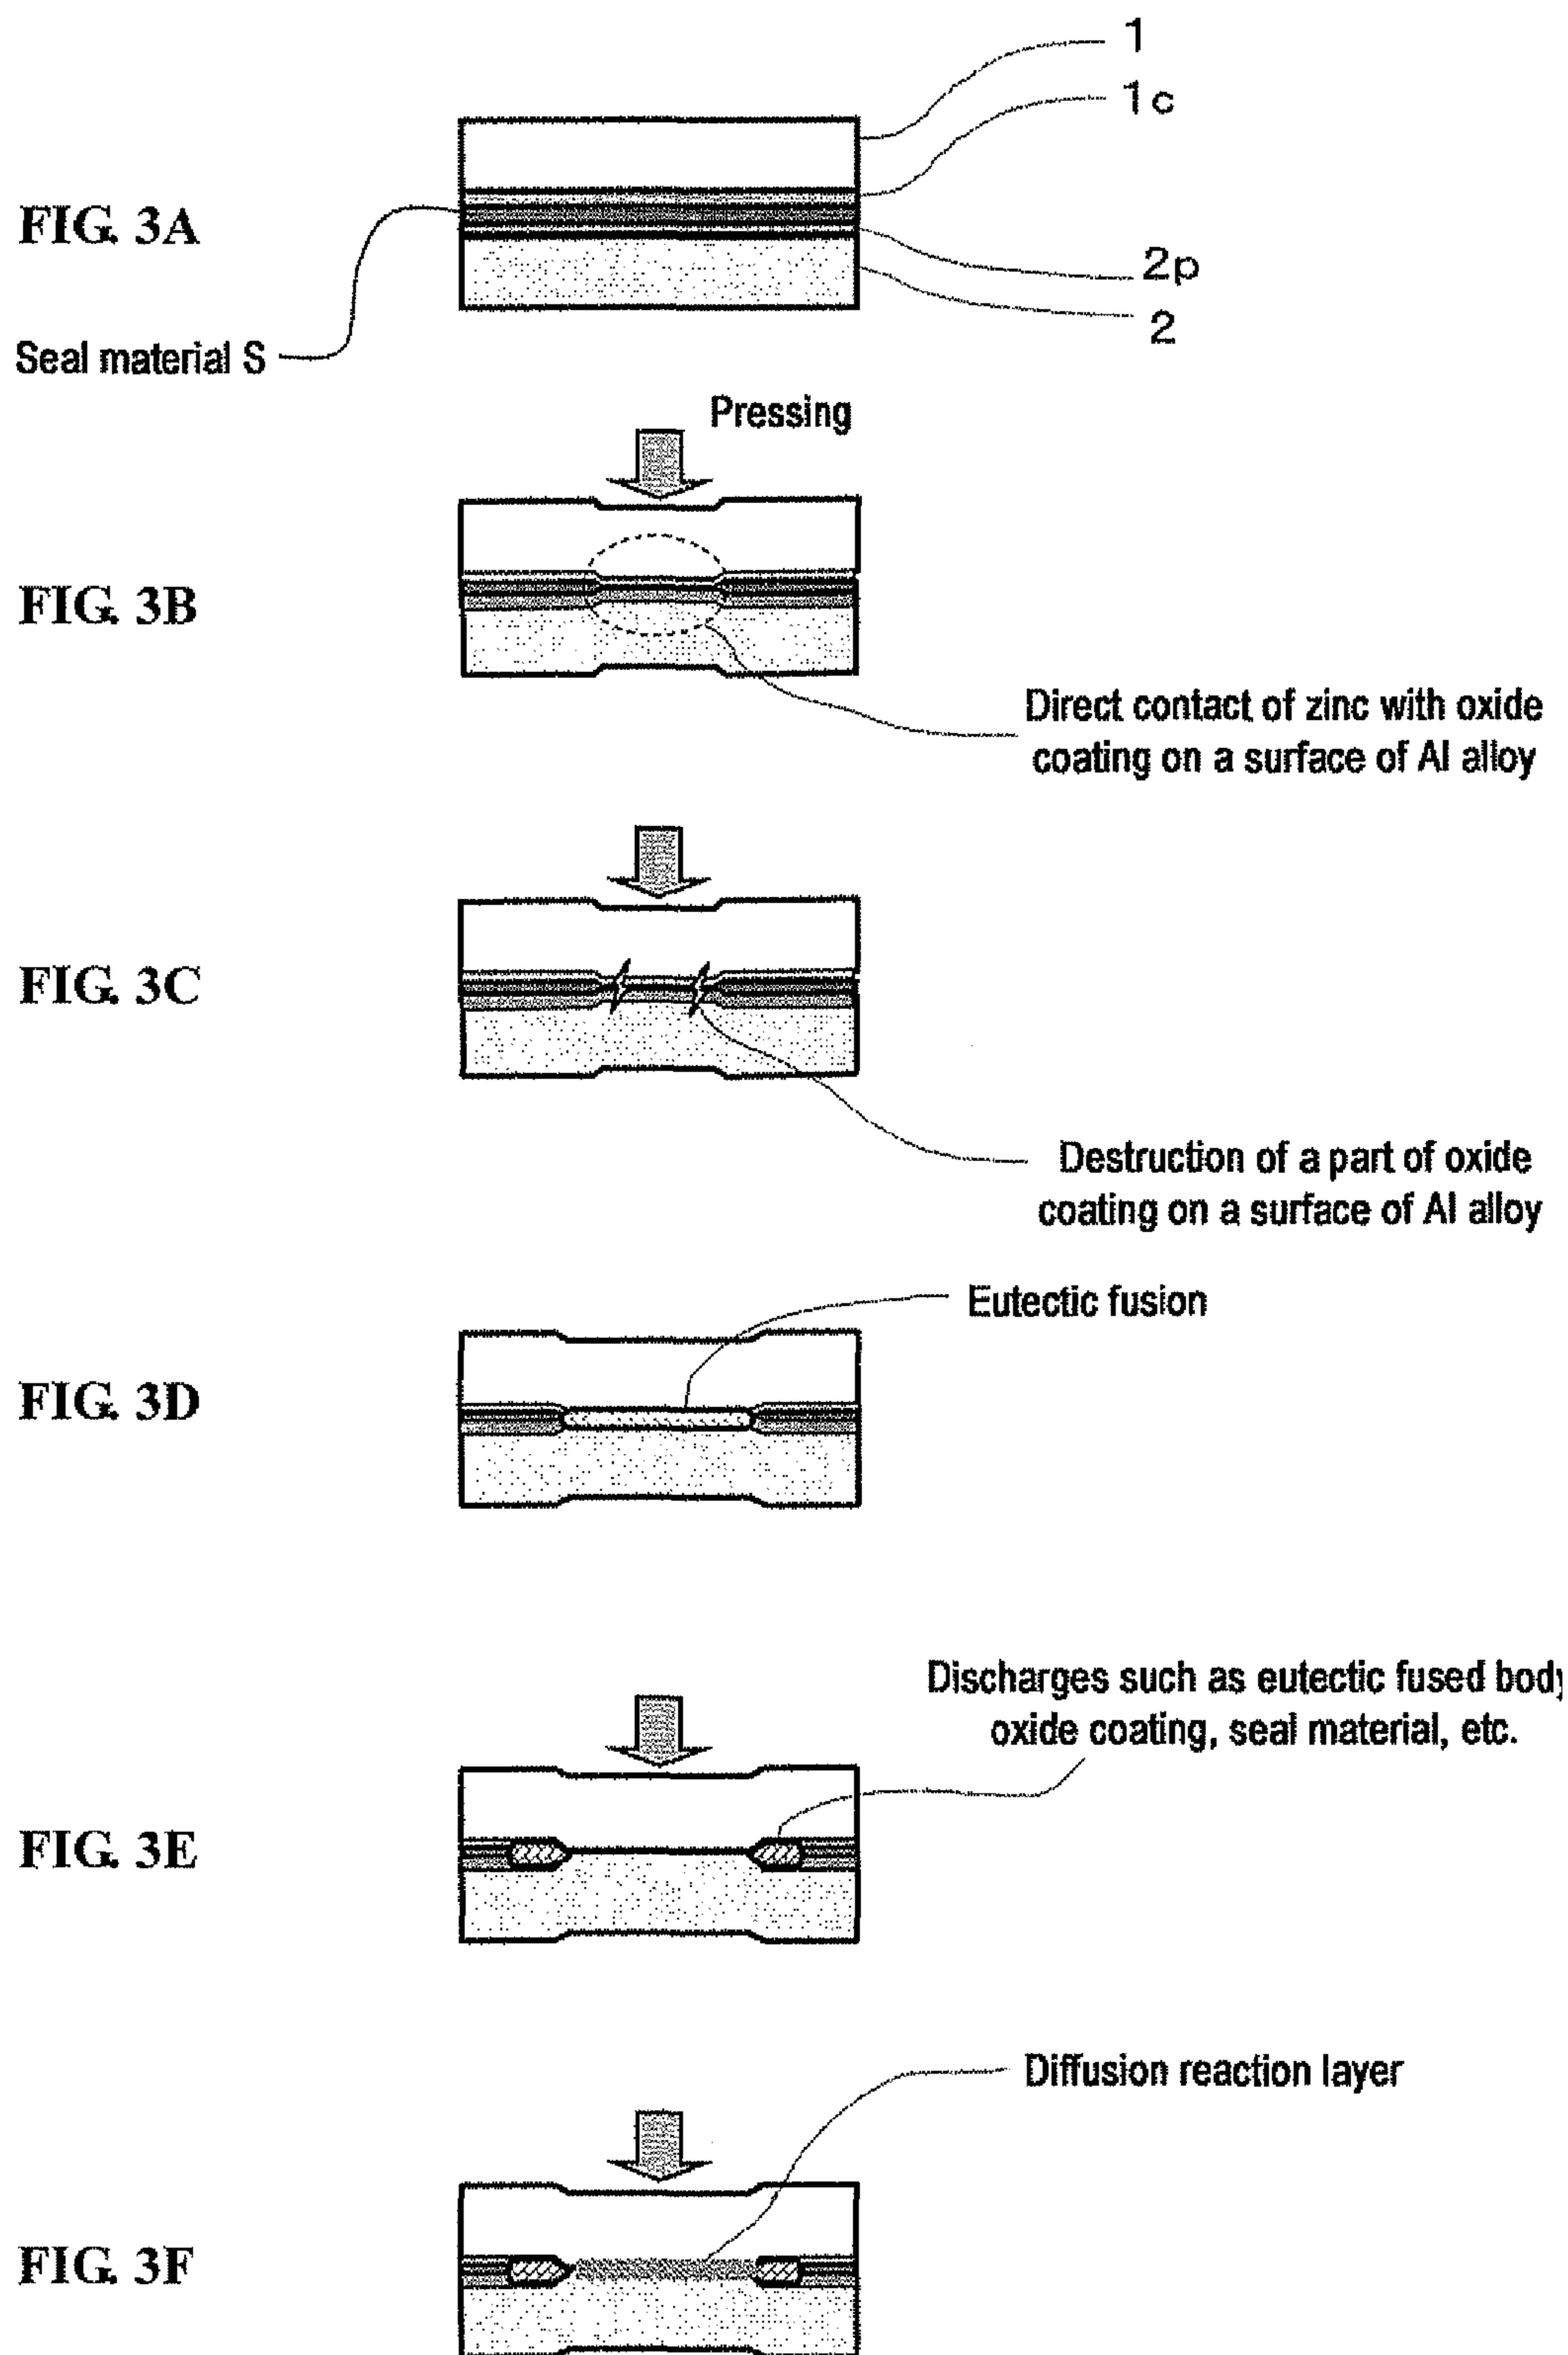 1
1c
FIG. 3A
2p
2
Seal material S
Pressing
FIG. 3B
Direct contact of zinc with oxide
coating on a surface of Al alloy
FIG. 3C
Destruction of a part of oxide
coating on a surface of Al alloy
Eutectic fusion
FIG. 3D
Discharges such as eutectic fused body
oxide coating, seal material, etc.
FIG. 3E
Diffusion reaction layer
FIG. 3F